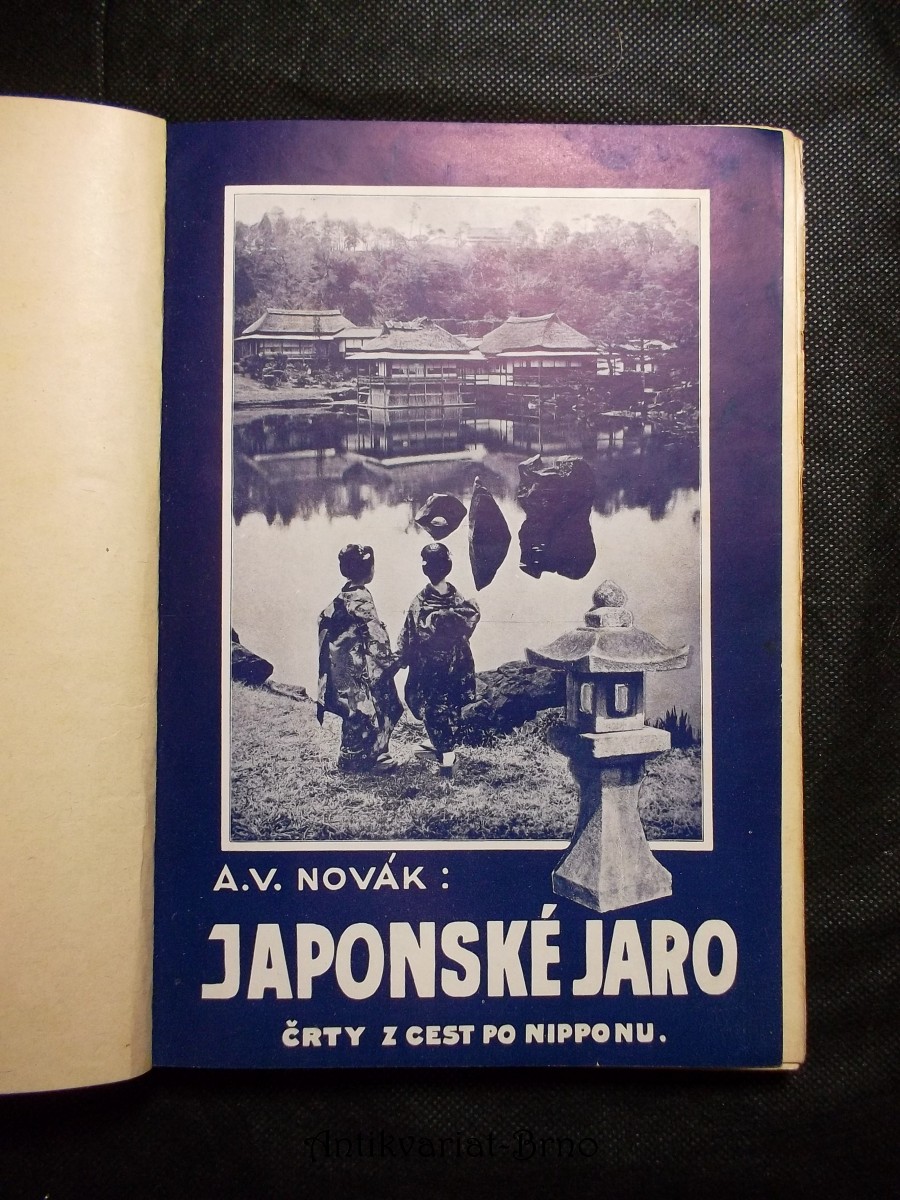 A.V. NOVÁK:
JAPONSKÉ JARO
ČRTY Z CEST PO NIPPONU.
Antikvariat-Brno